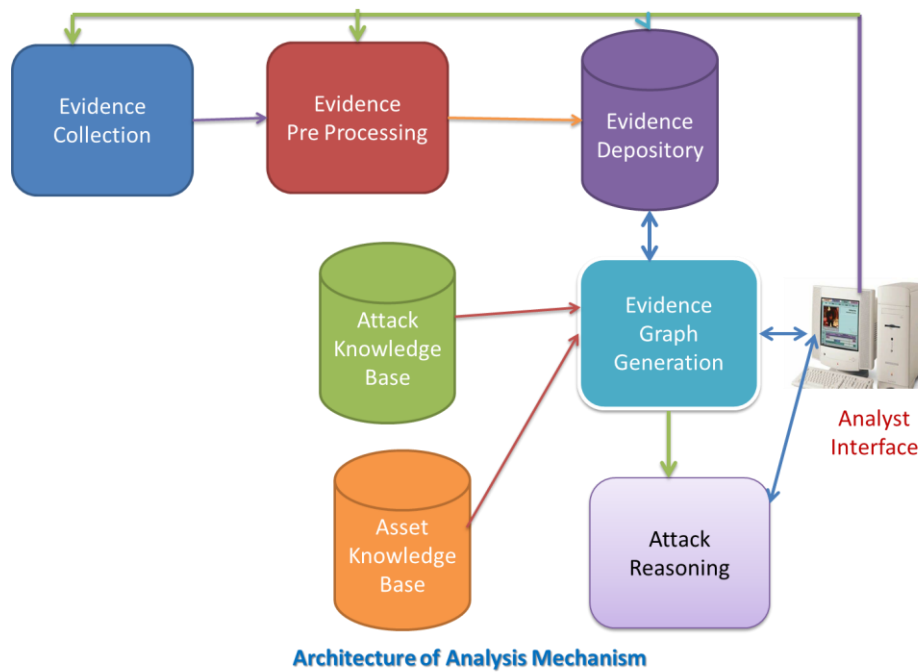 Evidence
Collection
Evidence
Pre Processing
Evidence
Depository
Attack
Knowledge
Base
Evidence
Graph
Generation
Analyst
Interface
Asset
Knowledge
Base
Attack
Reasoning
Architecture of Analysis Mechanism